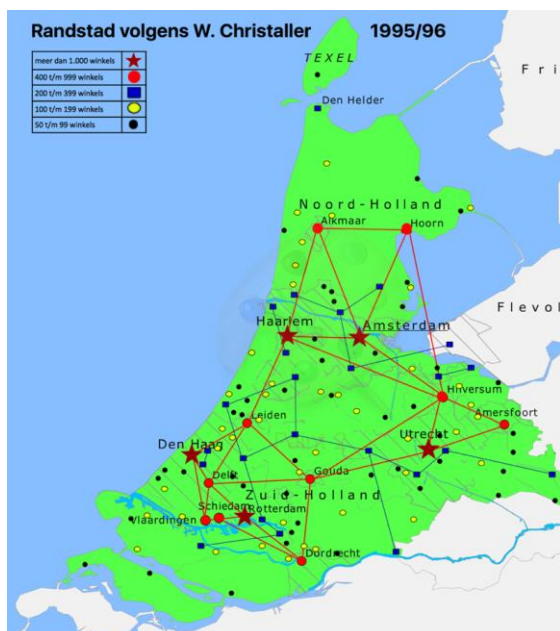 Randstad volgens W. Christaller 1995/96
meer dan 1.000 winkels
400 t/m 999 winkels
200 t/m 399 winkels
100 t/m 199 winkels
50 t/m 99 winkels
TEXEL
Fri
Den Helder
Noord-Holland
Alkmaar
Hoorn
Flevol
Haarlem
Amsterdam
Hilversum
Amersfoort
Leiden
Utrecht
Den Haag
Delft
Gouda
Zuid-Holland
Schiedam
Rotterdam
Vlaardingen
Dordrecht